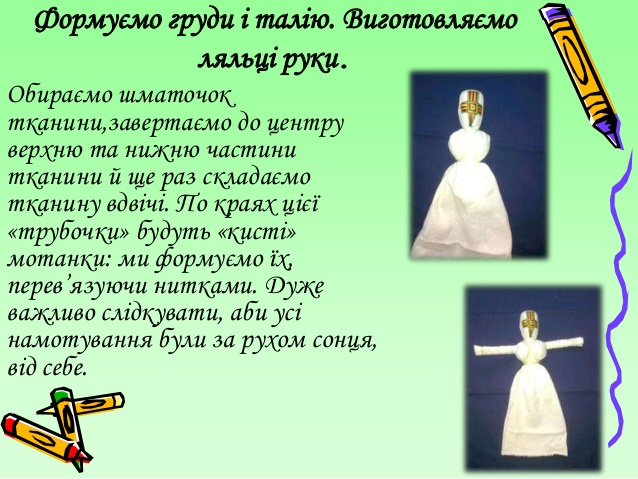 Формуємо груди і талію. Виготовляємо
ляльці руки.
Обираємо шматочок
тканини,завертаємо до центру
верхню та нижню частини
тканини й ще раз складаємо
тканину вдвічі. По краях цієї
«трубочки» будуть «кисті»
мотанки: ми формуємо їх,
перев’язуючи нитками. Дуже
важливо слідкувати, аби усі
намотування були за рухом сонця,
від себе.